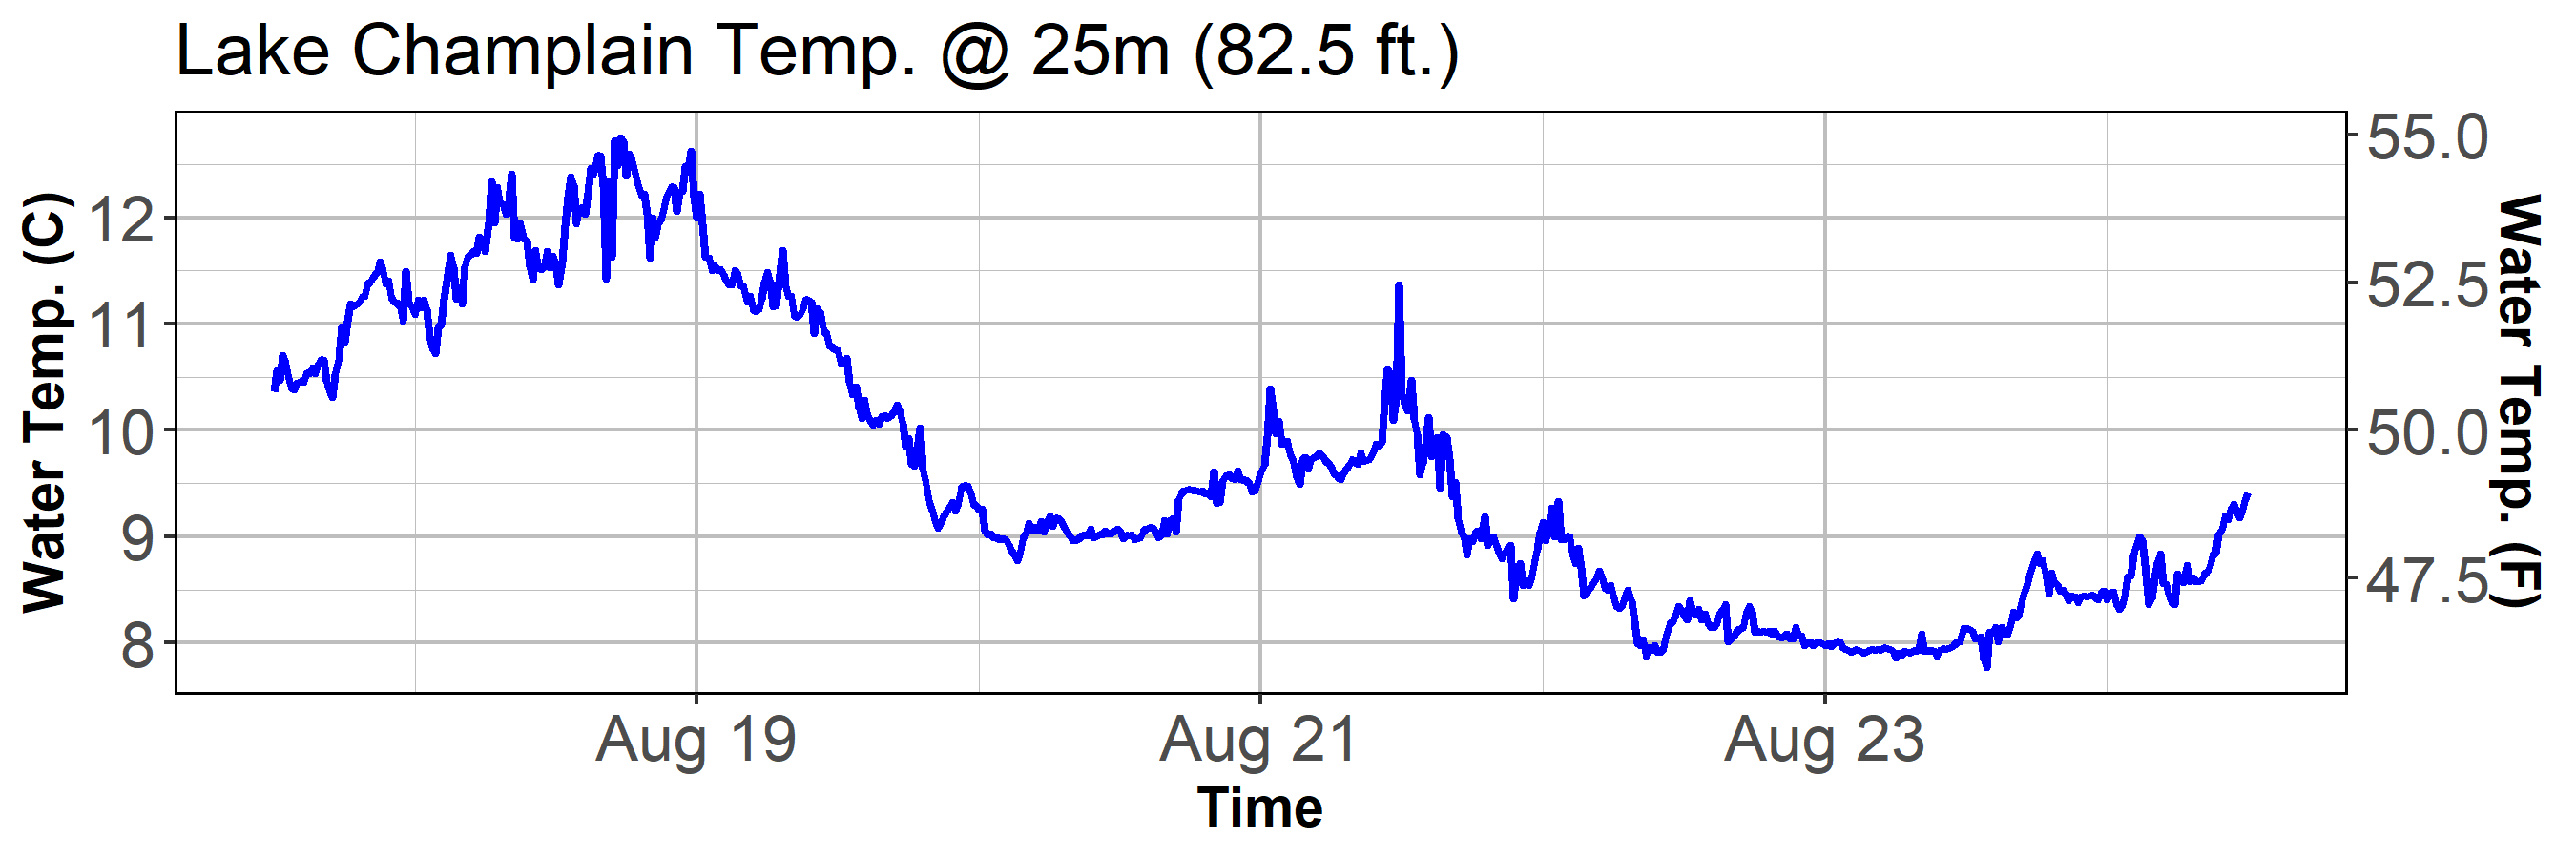 Lake Champlain Temp. @ 25m (82.5 ft.)
Water Temp. (C)
12
11
10
9
8
55.0
52.5
50.0
47.5
Water Temp. (F)
Aug 19 Aug 21 Aug 23
Time